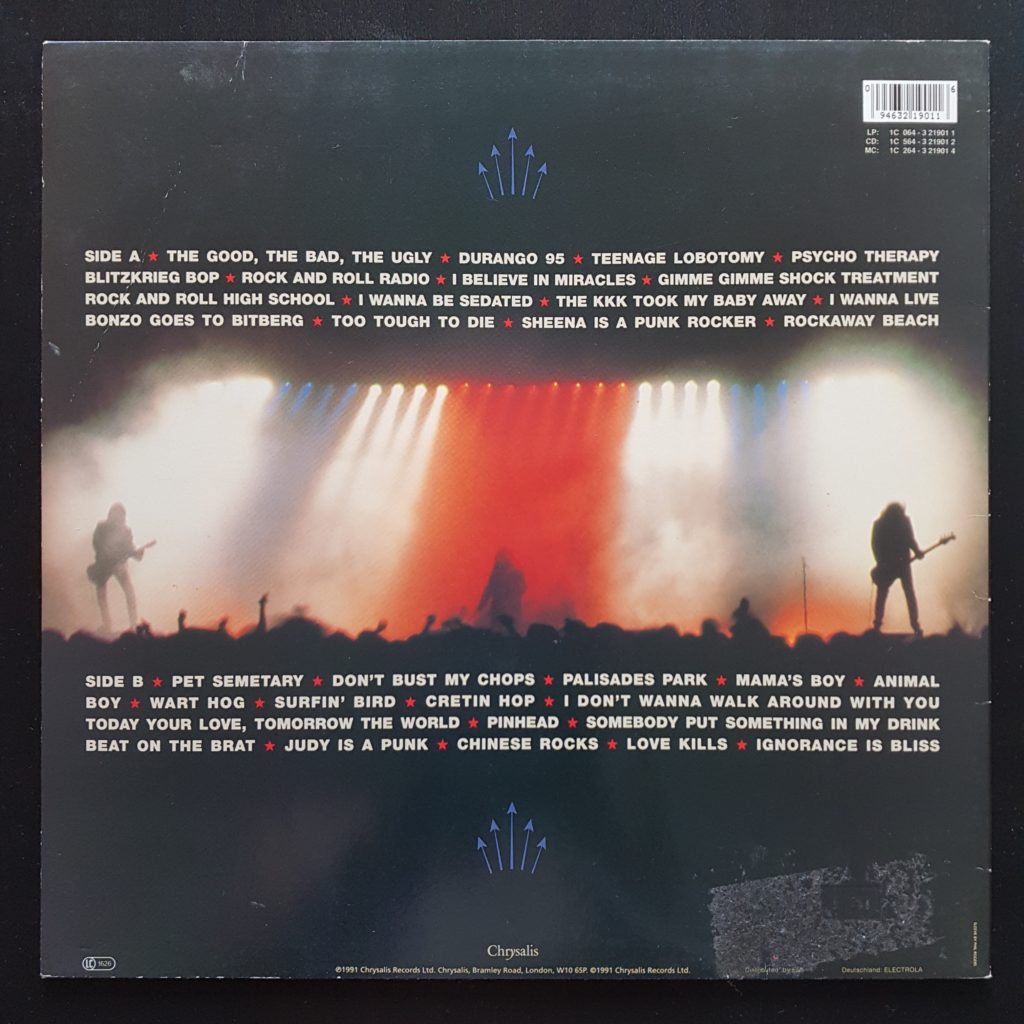 0 6
94632 19011
LP: 1C 064 - 3 21901 1
CD: 1C 564 - 3 21901 2
MC: 1C 264 - 3 21901 4
SIDE A ★ THE GOOD, THE BAD, THE UGLY ★ DURANGO 95 ★ TEENAGE LOBOTOMY ★ PSYCHO THERAPY
BLITZKRIEG BOP ★ ROCK AND ROLL RADIO ★ I BELIEVE IN MIRACLES ★ GIMME GIMME SHOCK TREATMENT
ROCK AND ROLL HIGH SCHOOL ★ I WANNA BE SEDATED ★ THE KKK TOOK MY BABY AWAY ★ I WANNA LIVE
BONZO GOES TO BITBERG ★ TOO TOUGH TO DIE ★ SHEENA IS A PUNK ROCKER ★ ROCKAWAY BEACH
SIDE B ★ PET SEMETARY ★ DON'T BUST MY CHOPS ★ PALISADES PARK ★ MAMA'S BOY ★ ANIMAL
BOY ★ WART HOG ★ SURFIN' BIRD ★ CRETIN HOP ★ I DON'T WANNA WALK AROUND WITH YOU
TODAY YOUR LOVE, TOMORROW THE WORLD ★ PINHEAD ★ SOMEBODY PUT SOMETHING IN MY DRINK
BEAT ON THE BRAT ★ JUDY IS A PUNK ★ CHINESE ROCKS ★ LOVE KILLS ★ IGNORANCE IS BLISS
Chrysalis
LC 1626
℗1991 Chrysalis Records Ltd. Chrysalis, Bramley Road, London, W10 6SP. ©1991 Chrysalis Records Ltd.
Distributed by
Deutschland: ELECTROLA